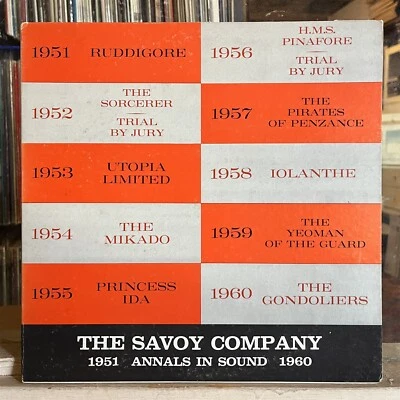 1951 RUDDIGORE
1952 THE
SORCERER
—
TRIAL
BY JURY
1953 UTOPIA
LIMITED
1954 THE
MIKADO
1955 PRINCESS
IDA
1956 H.M.S.
PINAFORE
—
TRIAL
BY JURY
1957 THE
PIRATES
OF PENZANCE
1958 IOLANTHE
1959 THE
YEOMAN
OF THE GUARD
1960 THE
GONDOLIERS
THE SAVOY COMPANY
1951 ANNALS IN SOUND 1960